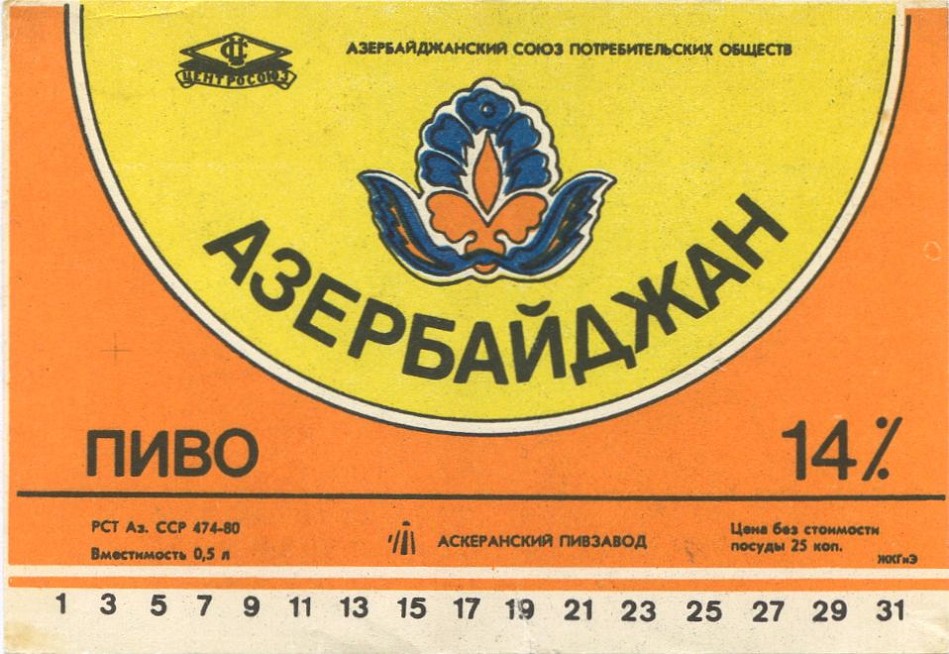 ЦЕНТРОСОЮЗ
АЗЕРБАЙДЖАНСКИЙ СОЮЗ ПОТРЕБИТЕЛЬСКИХ ОБЩЕСТВ
АЗЕРБАЙДЖАН
ПИВО
14%
РСТ Аз. ССР 474-80
Вместимость 0,5 л
АСКЕРАНСКИЙ ПИВЗАВОД
Цена без стоимости
посуды 25 коп.
ЖКГиЭ
1 3 5 7 9 11 13 15 17 19 21 23 25 27 29 31